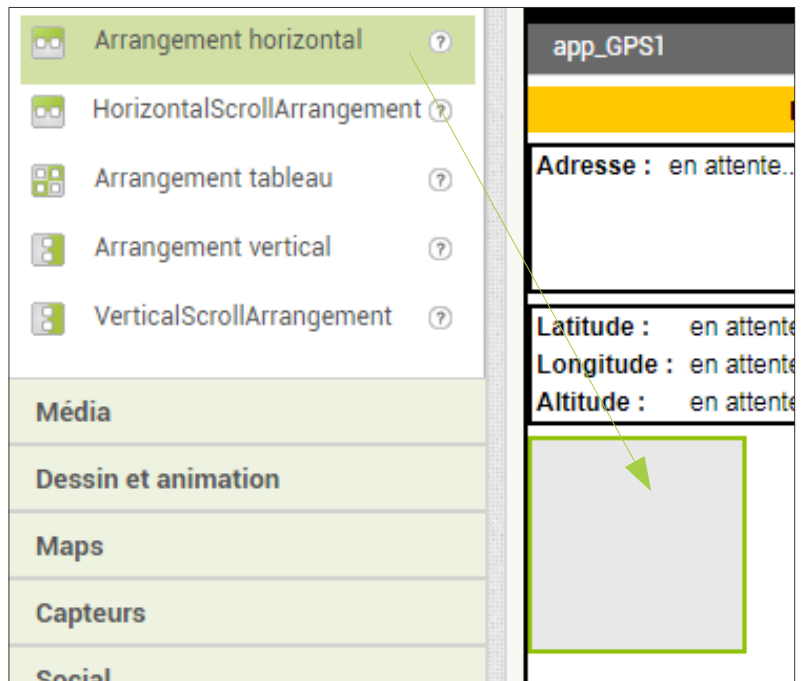 Arrangement horizontal ?
HorizontalScrollArrangement ?
Arrangement tableau ?
Arrangement vertical ?
VerticalScrollArrangement ?
Média
Dessin et animation
Maps
Capteurs
Social
app_GPS1
Adresse : en attente..
Latitude : en attente
Longitude : en attente
Altitude : en attente